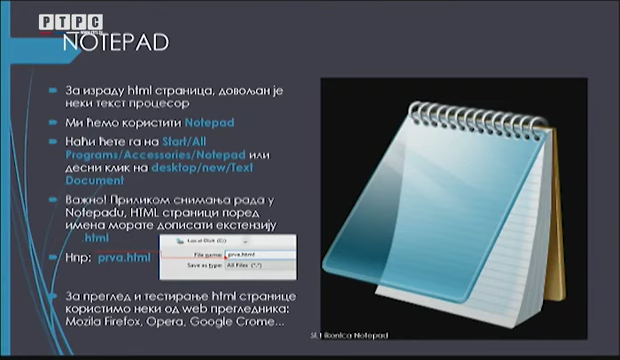 РТРС
NOTEPAD
За израду html страница, довољан је
неки текст процесор
Ми ћемо користити Notepad
Наћи ћете га на Start/All
Programs/Accessories/Notepad или
десни клик на desktop/new/Text
Document
Важно! Приликом снимања рада у
Notepadu, HTML страници поред
имена морате дописати екстензију
.html
Нпр: prva.html
Local Disk (C:)
File name: prva.html
Save as type: All Files (*.*)
За преглед и тестирање html странице
користимо неки од web прегледника:
Mozila Firefox, Opera, Google Crome...
Ikonica Notepad